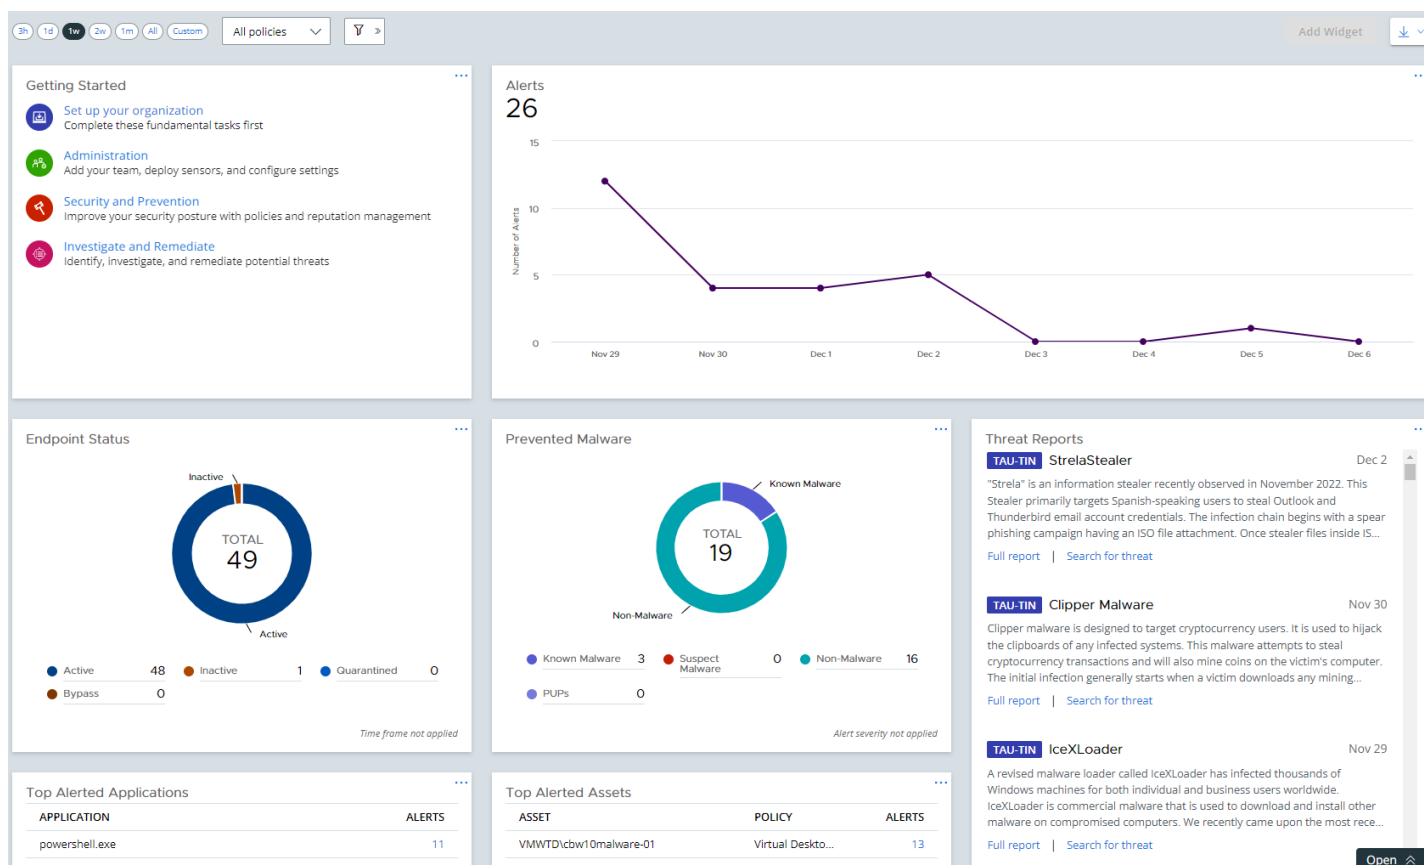 3h 1d 1w 2w 1m All Custom All policies Add Widget
Getting Started
Set up your organization
Complete these fundamental tasks first
Administration
Add your team, deploy sensors, and configure settings
Security and Prevention
Improve your security posture with policies and reputation management
Investigate and Remediate
Identify, investigate, and remediate potential threats
Alerts
26
Number of Alerts
15
10
5
0
Nov 29 Nov 30 Dec 1 Dec 2 Dec 3 Dec 4 Dec 5 Dec 6
Endpoint Status
Inactive
TOTAL
49
Active
Active 48 Inactive 1 Quarantined 0
Bypass 0
Time frame not applied
Prevented Malware
Known Malware
TOTAL
19
Non-Malware
Known Malware 3 Suspect Malware 0 Non-Malware 16
PUPs 0
Alert severity not applied
Threat Reports
TAU-TIN StrelaStealer Dec 2
"Strela" is an information stealer recently observed in November 2022. This
Stealer primarily targets Spanish-speaking users to steal Outlook and
Thunderbird email account credentials. The infection chain begins with a spear
phishing campaign having an ISO file attachment. Once stealer files inside IS...
Full report | Search for threat
TAU-TIN Clipper Malware Nov 30
Clipper malware is designed to target cryptocurrency users. It is used to hijack
the clipboards of any infected systems. This malware attempts to steal
cryptocurrency transactions and will also mine coins on the victim's computer.
The initial infection generally starts when a victim downloads any mining...
Full report | Search for threat
TAU-TIN IceXLoader Nov 29
A revised malware loader called IceXLoader has infected thousands of
Windows machines for both individual and business users worldwide.
IceXLoader is commercial malware that is used to download and install other
malware on compromised computers. We recently came upon the most rece...
Full report | Search for threat
Top Alerted Applications
APPLICATION ALERTS
powershell.exe 11
Top Alerted Assets
ASSET POLICY ALERTS
VMWTD\cbw10malware-01 Virtual Deskto... 13
Open